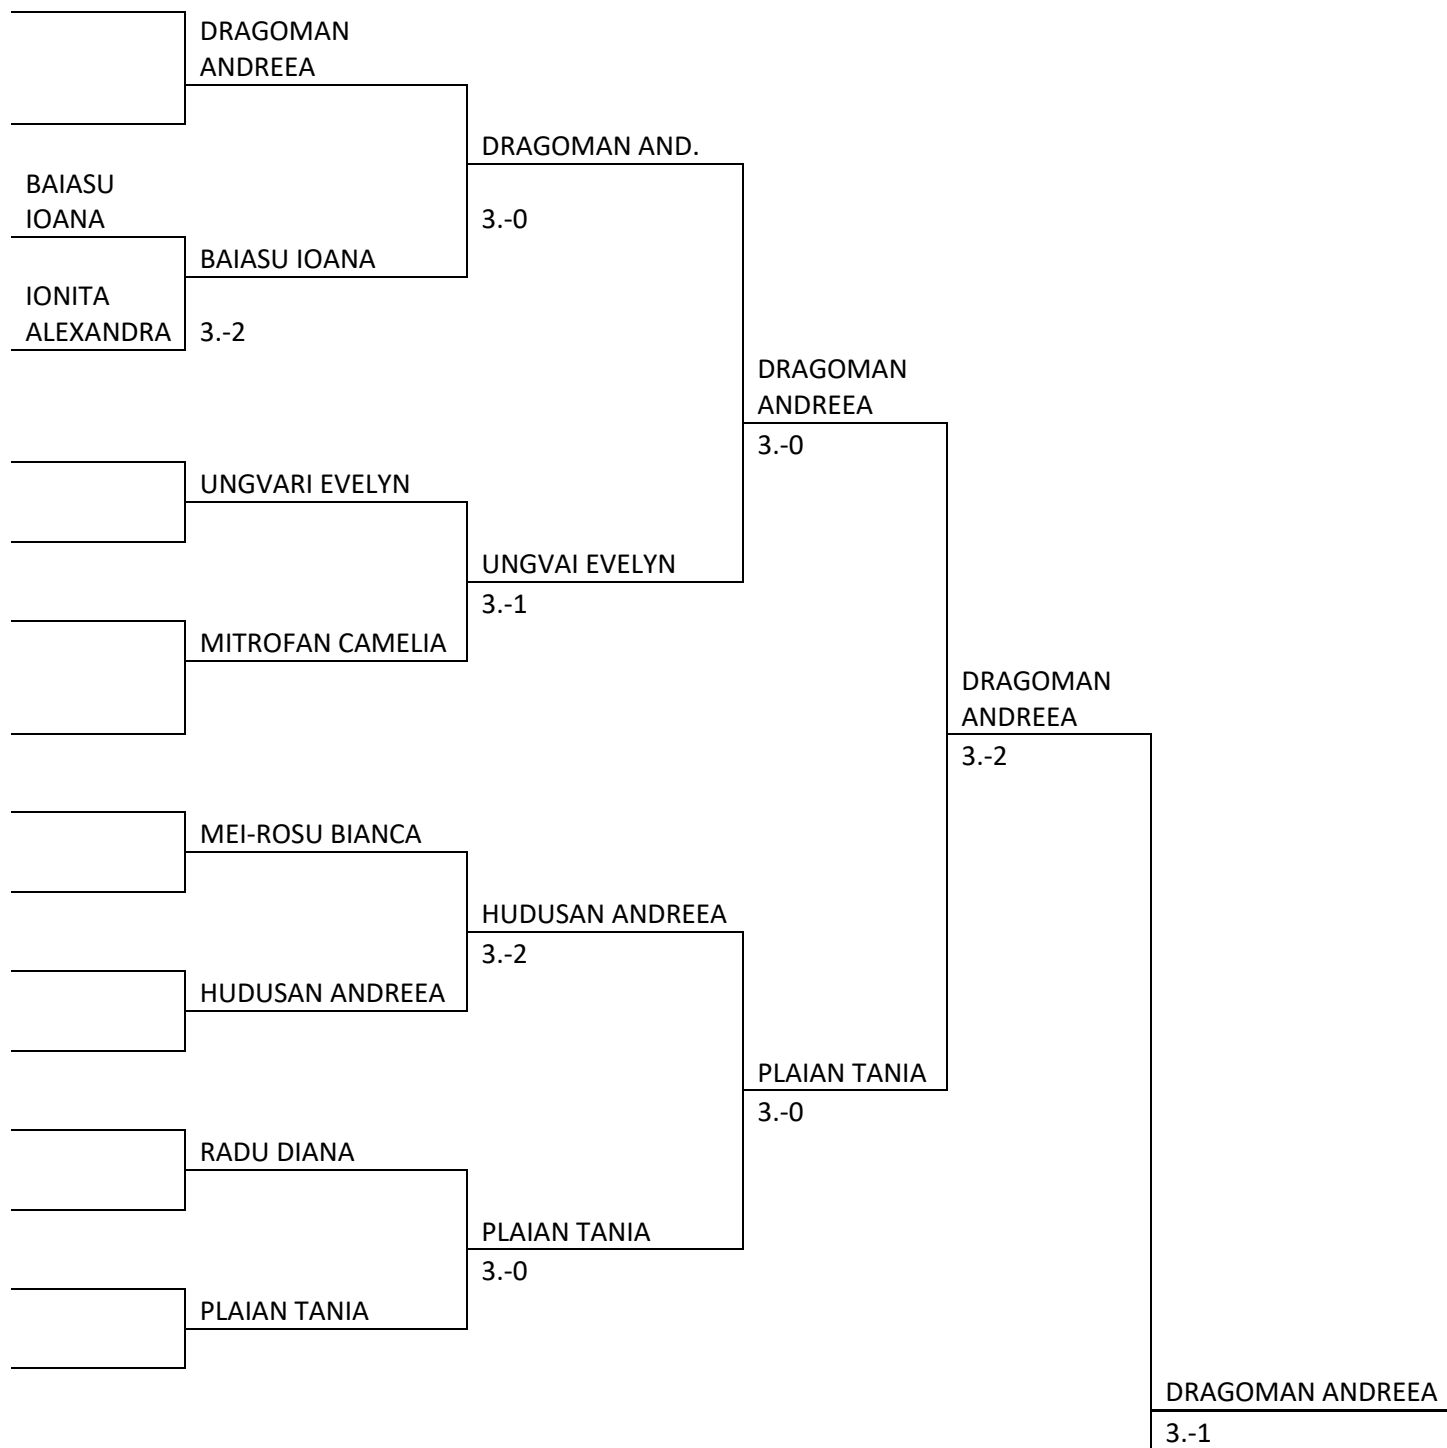 DRAGOMAN
ANDREEA
DRAGOMAN AND.
BAIASU
IOANA
3.-0
BAIASU IOANA
IONITA
ALEXANDRA
3.-2
DRAGOMAN
ANDREEA
3.-0
UNGVARI EVELYN
UNGVAI EVELYN
3.-1
MITROFAN CAMELIA
DRAGOMAN
ANDREEA
3.-2
MEI-ROSU BIANCA
HUDUSAN ANDREEA
3.-2
HUDUSAN ANDREEA
PLAIAN TANIA
3.-0
RADU DIANA
PLAIAN TANIA
3.-0
PLAIAN TANIA
DRAGOMAN ANDREEA
3.-1